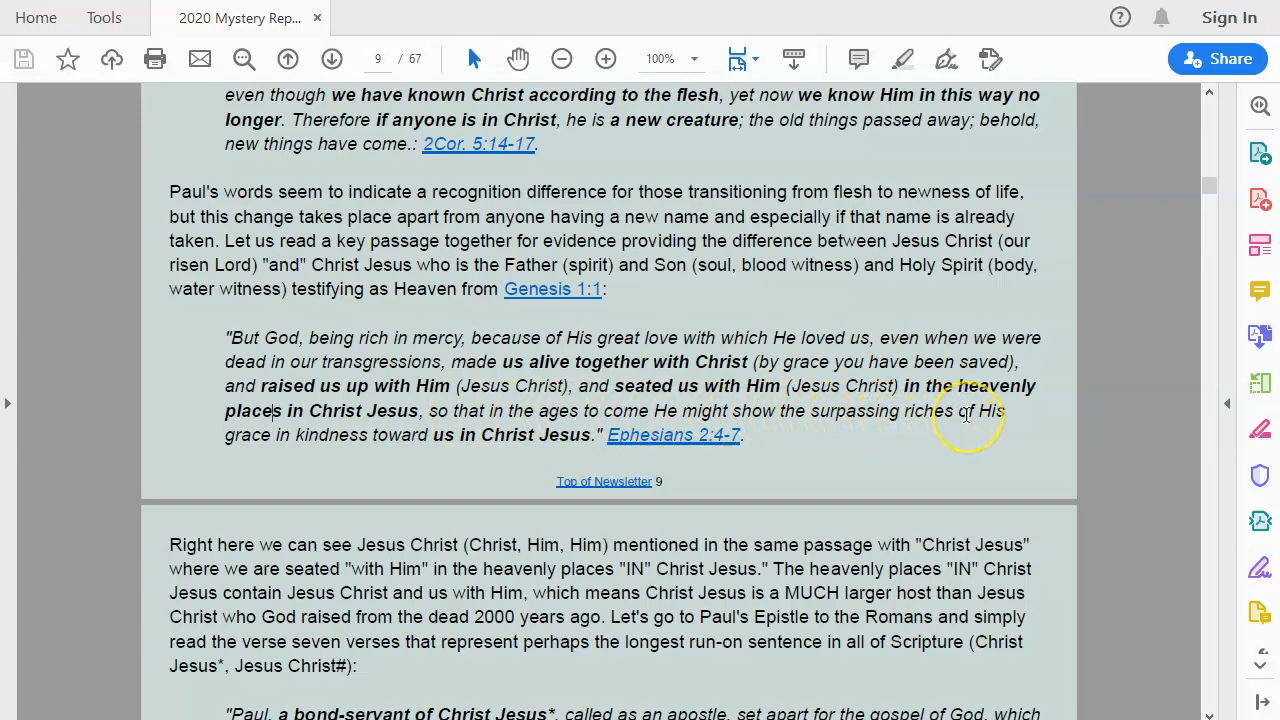 Home
Tools
2020 Mystery Rep...
Sign In
9 / 67
100%
Share
even though we have known Christ according to the flesh, yet now we know Him in this way no
longer. Therefore if anyone is in Christ, he is a new creature; the old things passed away; behold,
new things have come.: 2Cor. 5:14-17.
Paul's words seem to indicate a recognition difference for those transitioning from flesh to newness of life,
but this change takes place apart from anyone having a new name and especially if that name is already
taken. Let us read a key passage together for evidence providing the difference between Jesus Christ (our
risen Lord) "and" Christ Jesus who is the Father (spirit) and Son (soul, blood witness) and Holy Spirit (body,
water witness) testifying as Heaven from Genesis 1:1:
"But God, being rich in mercy, because of His great love with which He loved us, even when we were
dead in our transgressions, made us alive together with Christ (by grace you have been saved),
and raised us up with Him (Jesus Christ), and seated us with Him (Jesus Christ) in the heavenly
places in Christ Jesus, so that in the ages to come He might show the surpassing riches of His
grace in kindness toward us in Christ Jesus." Ephesians 2:4-7.
Top of Newsletter 9
Right here we can see Jesus Christ (Christ, Him, Him) mentioned in the same passage with "Christ Jesus"
where we are seated "with Him" in the heavenly places "IN" Christ Jesus." The heavenly places "IN" Christ
Jesus contain Jesus Christ and us with Him, which means Christ Jesus is a MUCH larger host than Jesus
Christ who God raised from the dead 2000 years ago. Let's go to Paul's Epistle to the Romans and simply
read the verse seven verses that represent perhaps the longest run-on sentence in all of Scripture (Christ
Jesus*, Jesus Christ#):
"Paul, a bond-servant of Christ Jesus*, called as an apostle, set apart for the gospel of God, which